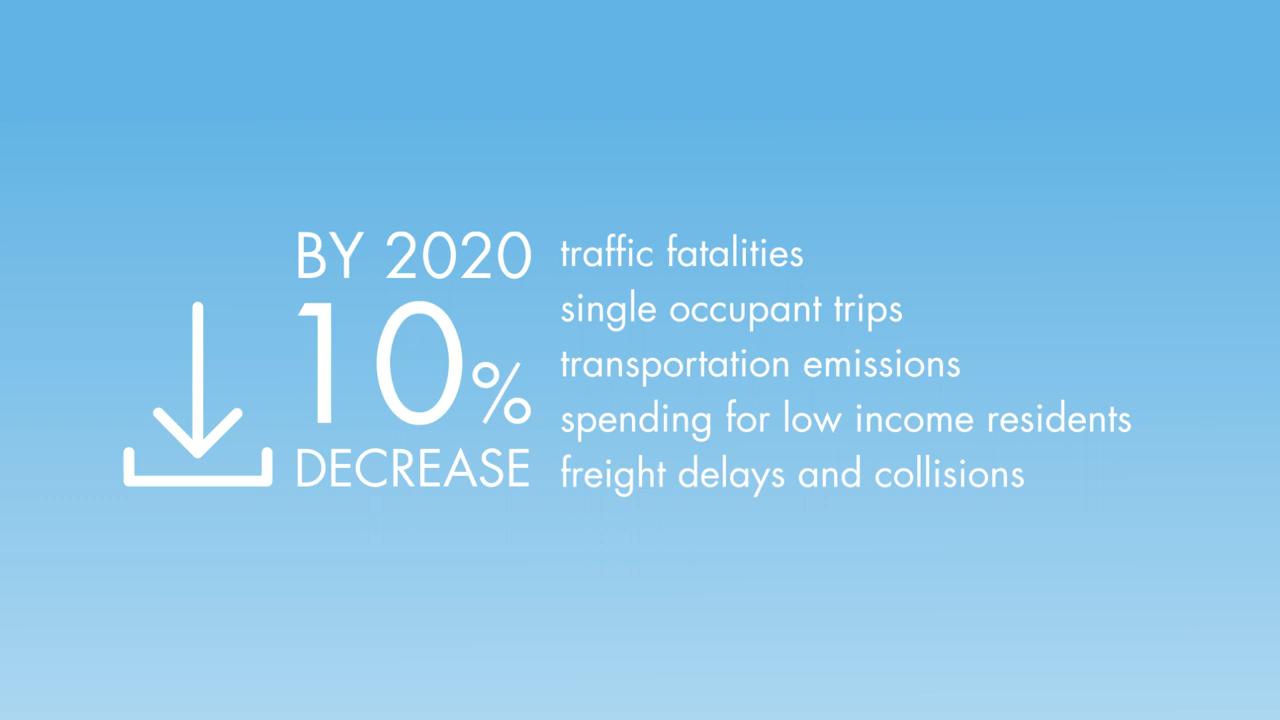 BY 2020
10%
DECREASE
traffic fatalities
single occupant trips
transportation emissions
spending for low income residents
freight delays and collisions